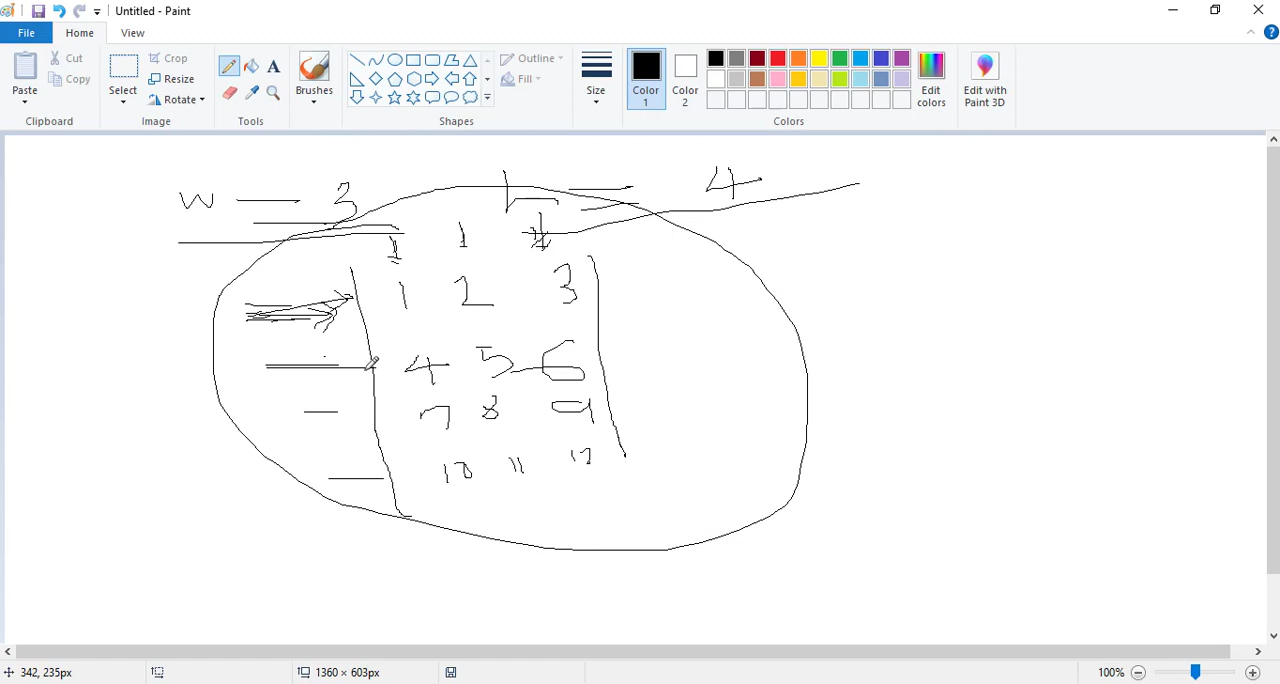 Untitled - Paint
File Home View
Paste Cut Copy
Clipboard
Select Crop Resize Rotate
Image
Tools
Brushes
Outline Fill
Shapes
Size
Color 1
Color 2
Edit colors
Edit with Paint 3D
Colors
w 3 h = 4
1 1 1
1 2 3
4 5 6
7 8 9
10 11 12
342, 235px 1360 × 603px 100%